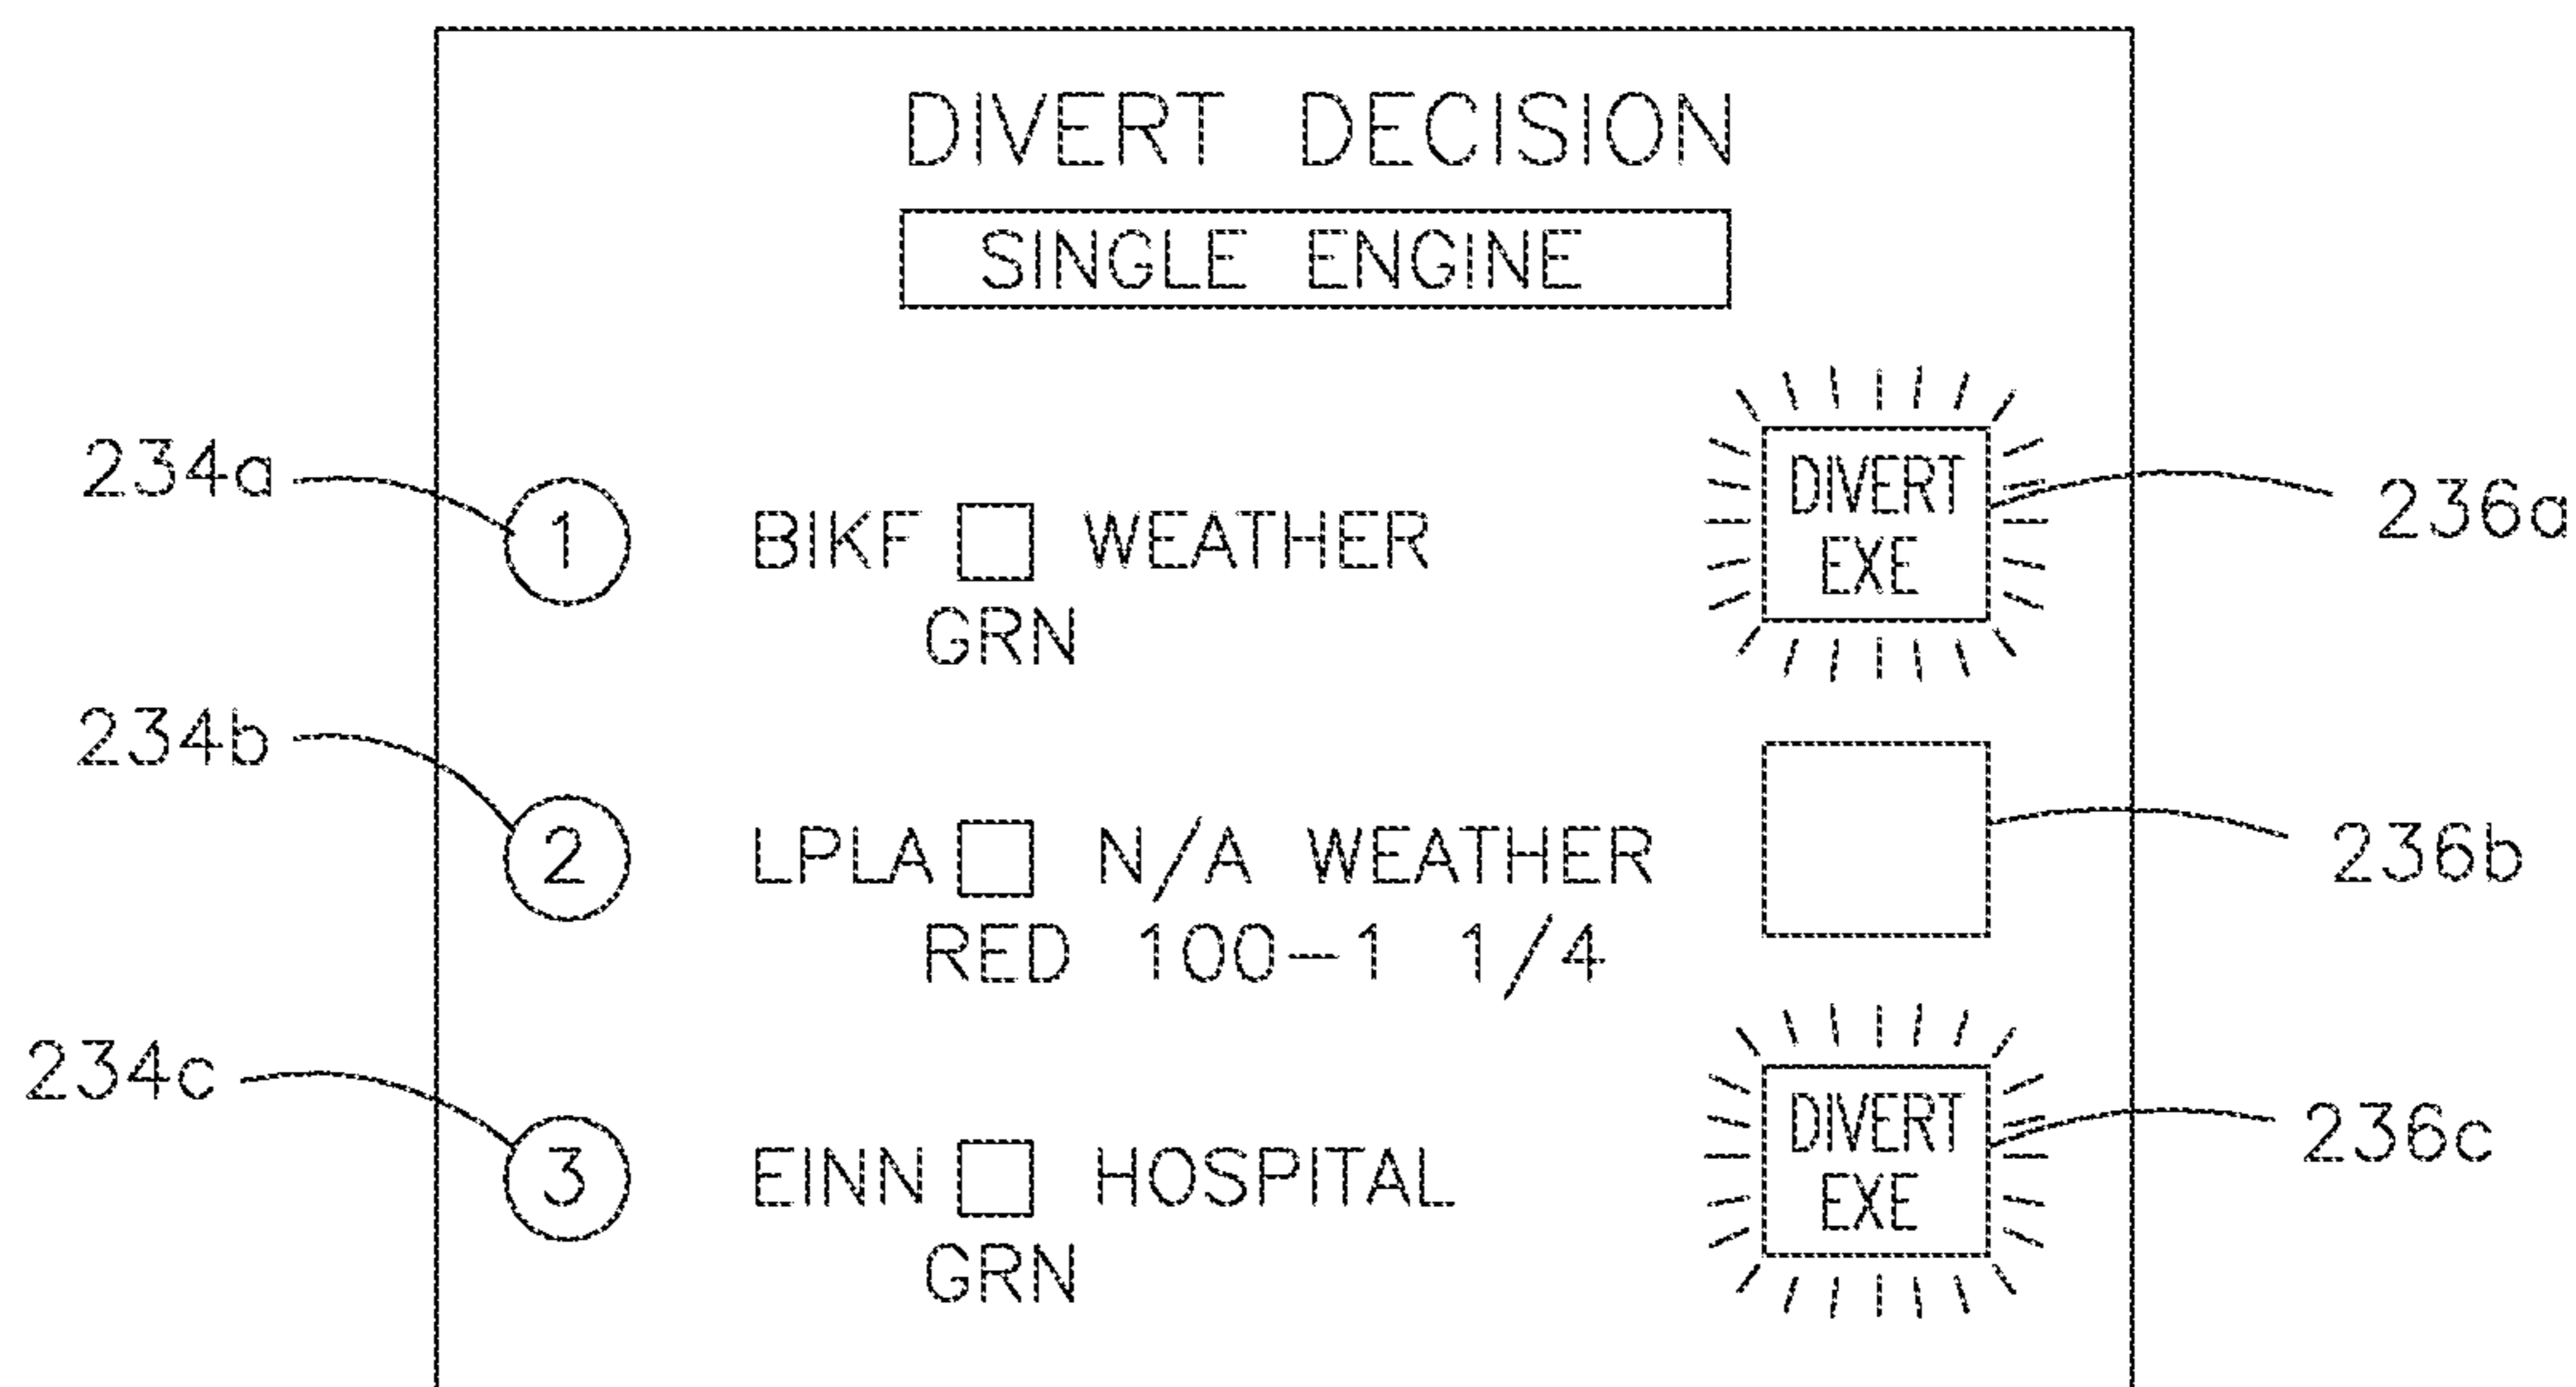 DIVERT DECISION
SINGLE ENGINE
234a
1 BIKF WEATHER
GRN
DIVERT
EXE
236a
234b
2 LPLA N/A WEATHER
RED 100-1 1/4
236b
234c
3 EINN HOSPITAL
GRN
DIVERT
EXE
236c